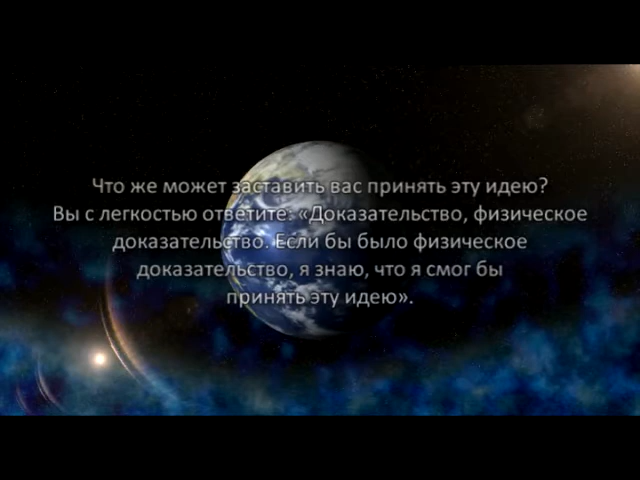 Что же может заставить вас принять эту идею?
Вы с легкостью ответите: «Доказательство, физическое
доказательство. Если бы было физическое
доказательство, я знаю, что я смог бы
принять эту идею».